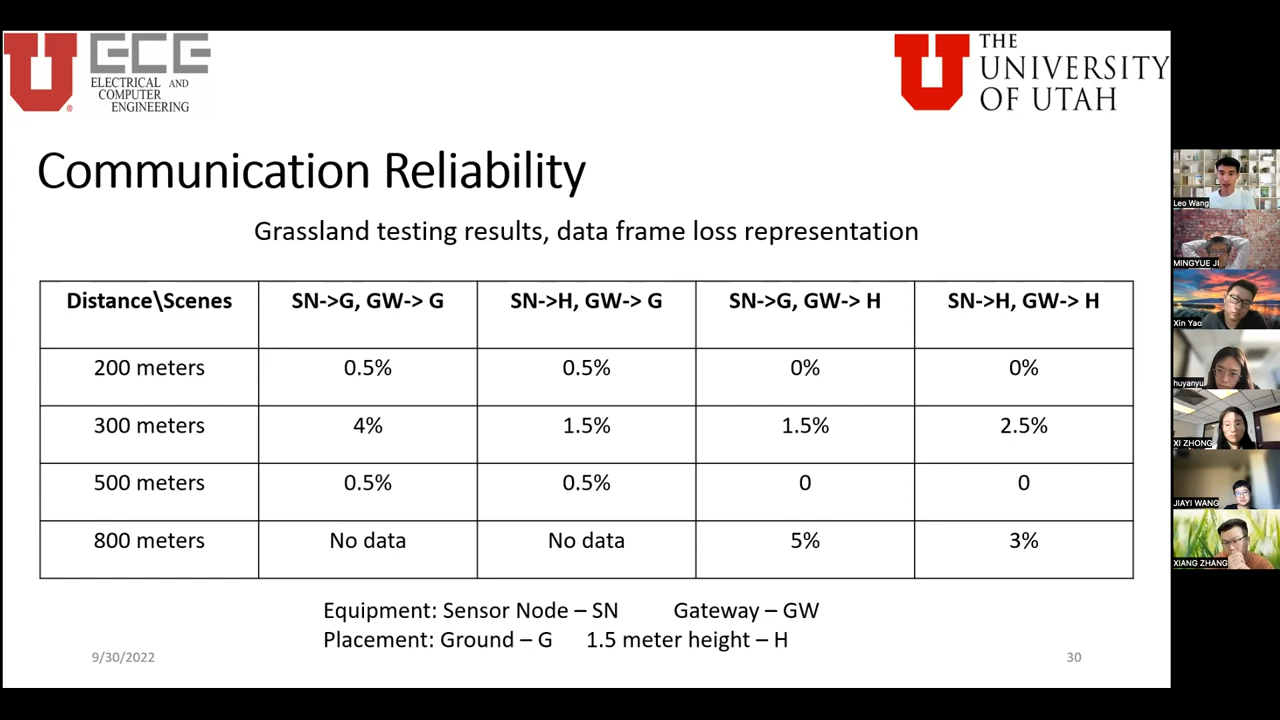 ECE
ELECTRICAL AND
COMPUTER
ENGINEERING
THE
UNIVERSITY
OF UTAH
Communication Reliability
Grassland testing results, data frame loss representation
Distance\Scenes SN->G, GW-> G SN->H, GW-> G SN->G, GW-> H SN->H, GW-> H
200 meters 0.5% 0.5% 0% 0%
300 meters 4% 1.5% 1.5% 2.5%
500 meters 0.5% 0.5% 0 0
800 meters No data No data 5% 3%
Equipment: Sensor Node – SN Gateway – GW
Placement: Ground – G 1.5 meter height – H
9/30/2022 30
Leo Wang
MINGYUE JI
Xin Yao
huyanyu
XI ZHONG
JIAYI WANG
XIANG ZHANG